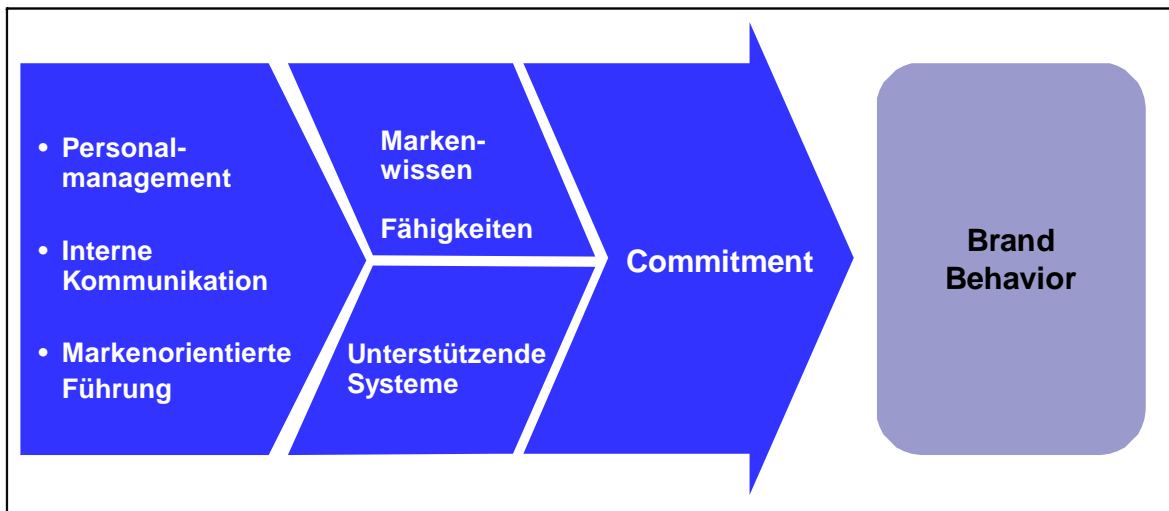 • Personal-
management
• Interne
Kommunikation
• Markenorientierte
Führung
Marken-
wissen
Fähigkeiten
Unterstützende
Systeme
Commitment
Brand
Behavior